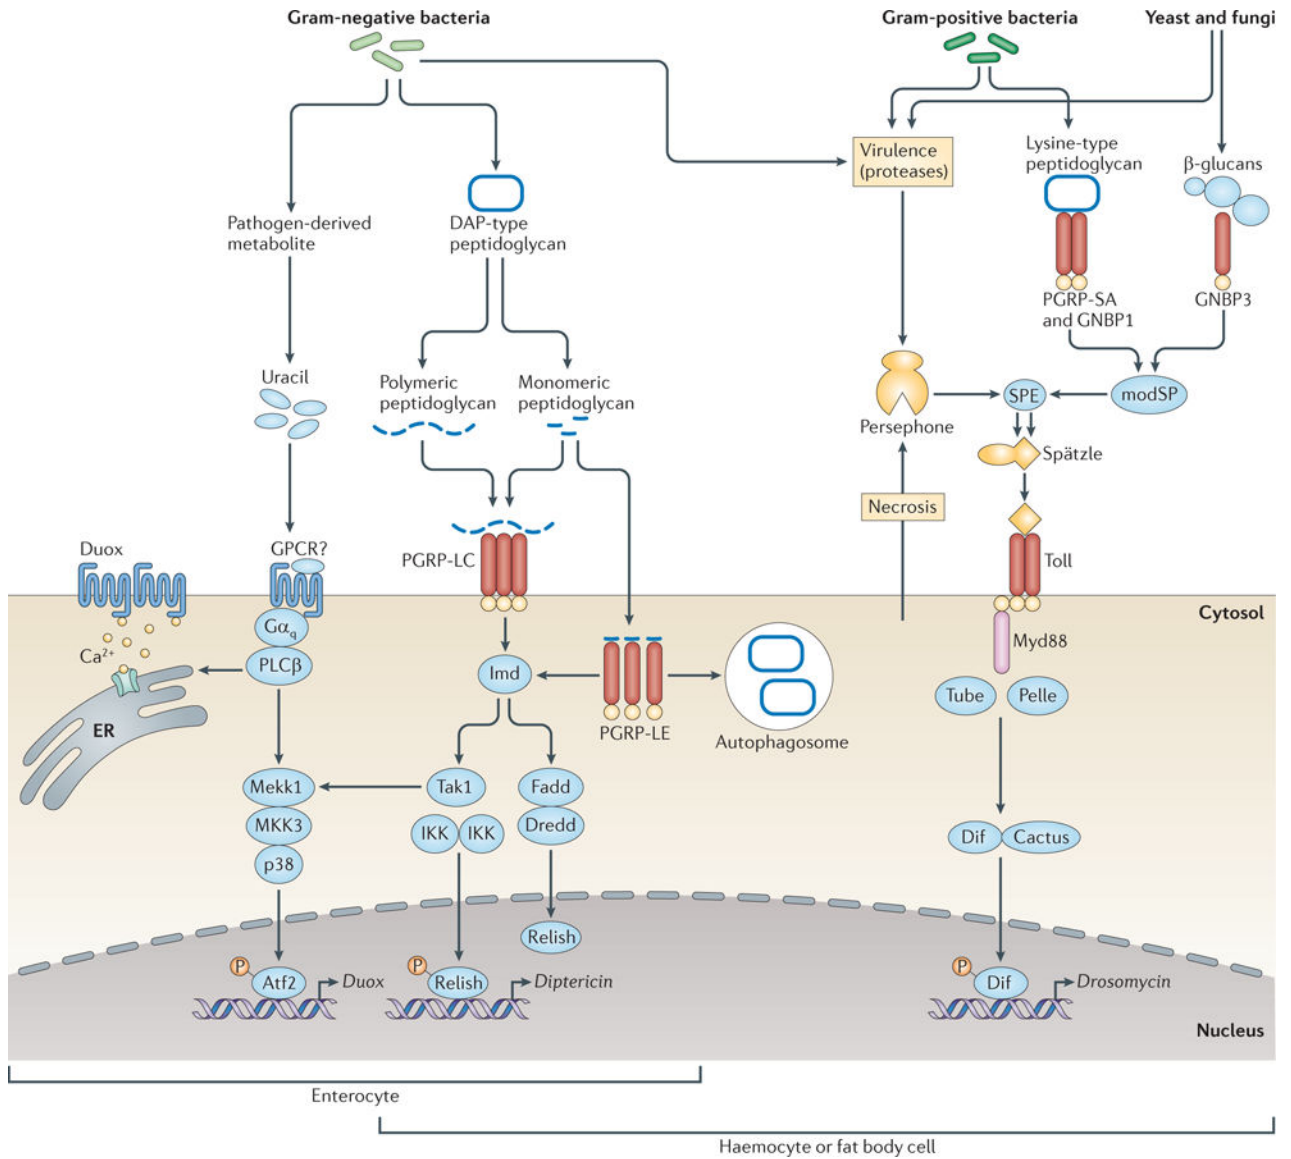 Gram-negative bacteria
Gram-positive bacteria
Yeast and fungi
Virulence
(proteases)
Lysine-type
peptidoglycan
β-glucans
Pathogen-derived
metabolite
DAP-type
peptidoglycan
PGRP-SA
and GNBP1
GNBP3
Uracil
Polymeric
peptidoglycan
Monomeric
peptidoglycan
Persephone
SPE
modSP
Spätzle
Necrosis
Duox
GPCR?
PGRP-LC
Toll
Cytosol
Gαq
Ca2+
PLCβ
Imd
Myd88
ER
PGRP-LE
Autophagosome
Tube
Pelle
Mekk1
Tak1
Fadd
MKK3
IKK
IKK
Dredd
Dif
Cactus
p38
Relish
P
Atf2
Duox
P
Relish
Diptericin
P
Dif
Drosomycin
Nucleus
Enterocyte
Haemocyte or fat body cell